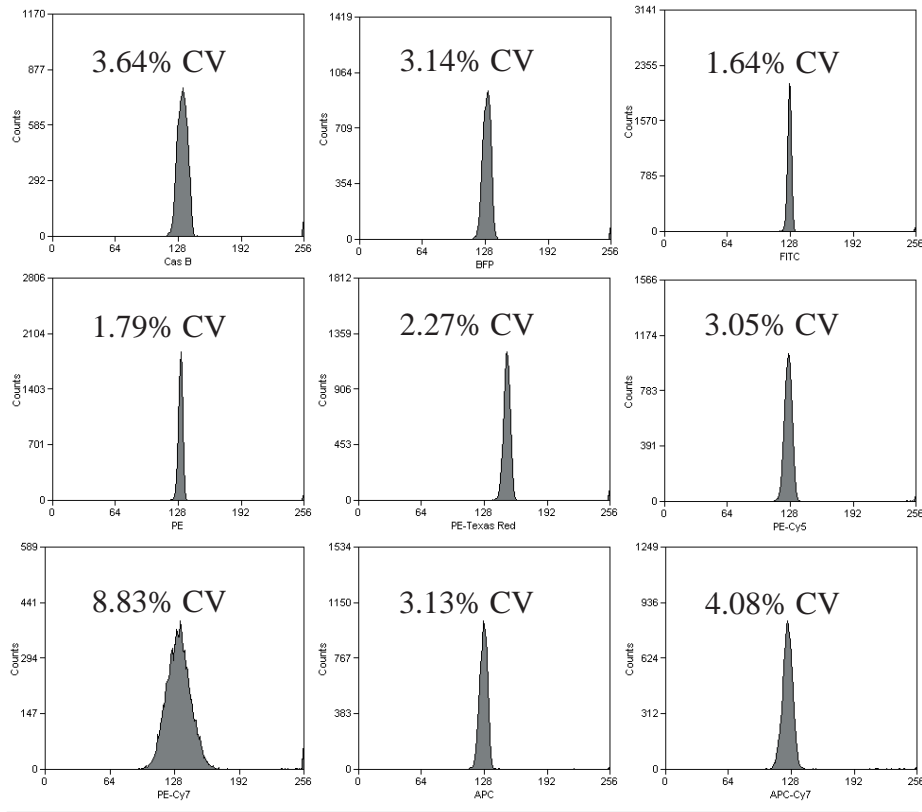 1170
877
585
292
0
Counts
3.64% CV
0 64 128 192 256
Cas B
1419
1064
709
354
0
Counts
3.14% CV
0 64 128 192 256
BFP
3141
2355
1570
785
0
Counts
1.64% CV
0 64 128 192 256
FITC
2806
2104
1403
701
0
Counts
1.79% CV
0 64 128 192 256
PE
1812
1359
906
453
0
Counts
2.27% CV
0 64 128 192 256
PE-Texas Red
1566
1174
783
391
0
Counts
3.05% CV
0 64 128 192 256
PE-Cy5
589
441
294
147
0
Counts
8.83% CV
0 64 128 192 256
PE-Cy7
1534
1150
767
383
0
Counts
3.13% CV
0 64 128 192 256
APC
1249
936
624
312
0
Counts
4.08% CV
0 64 128 192 256
APC-Cy7